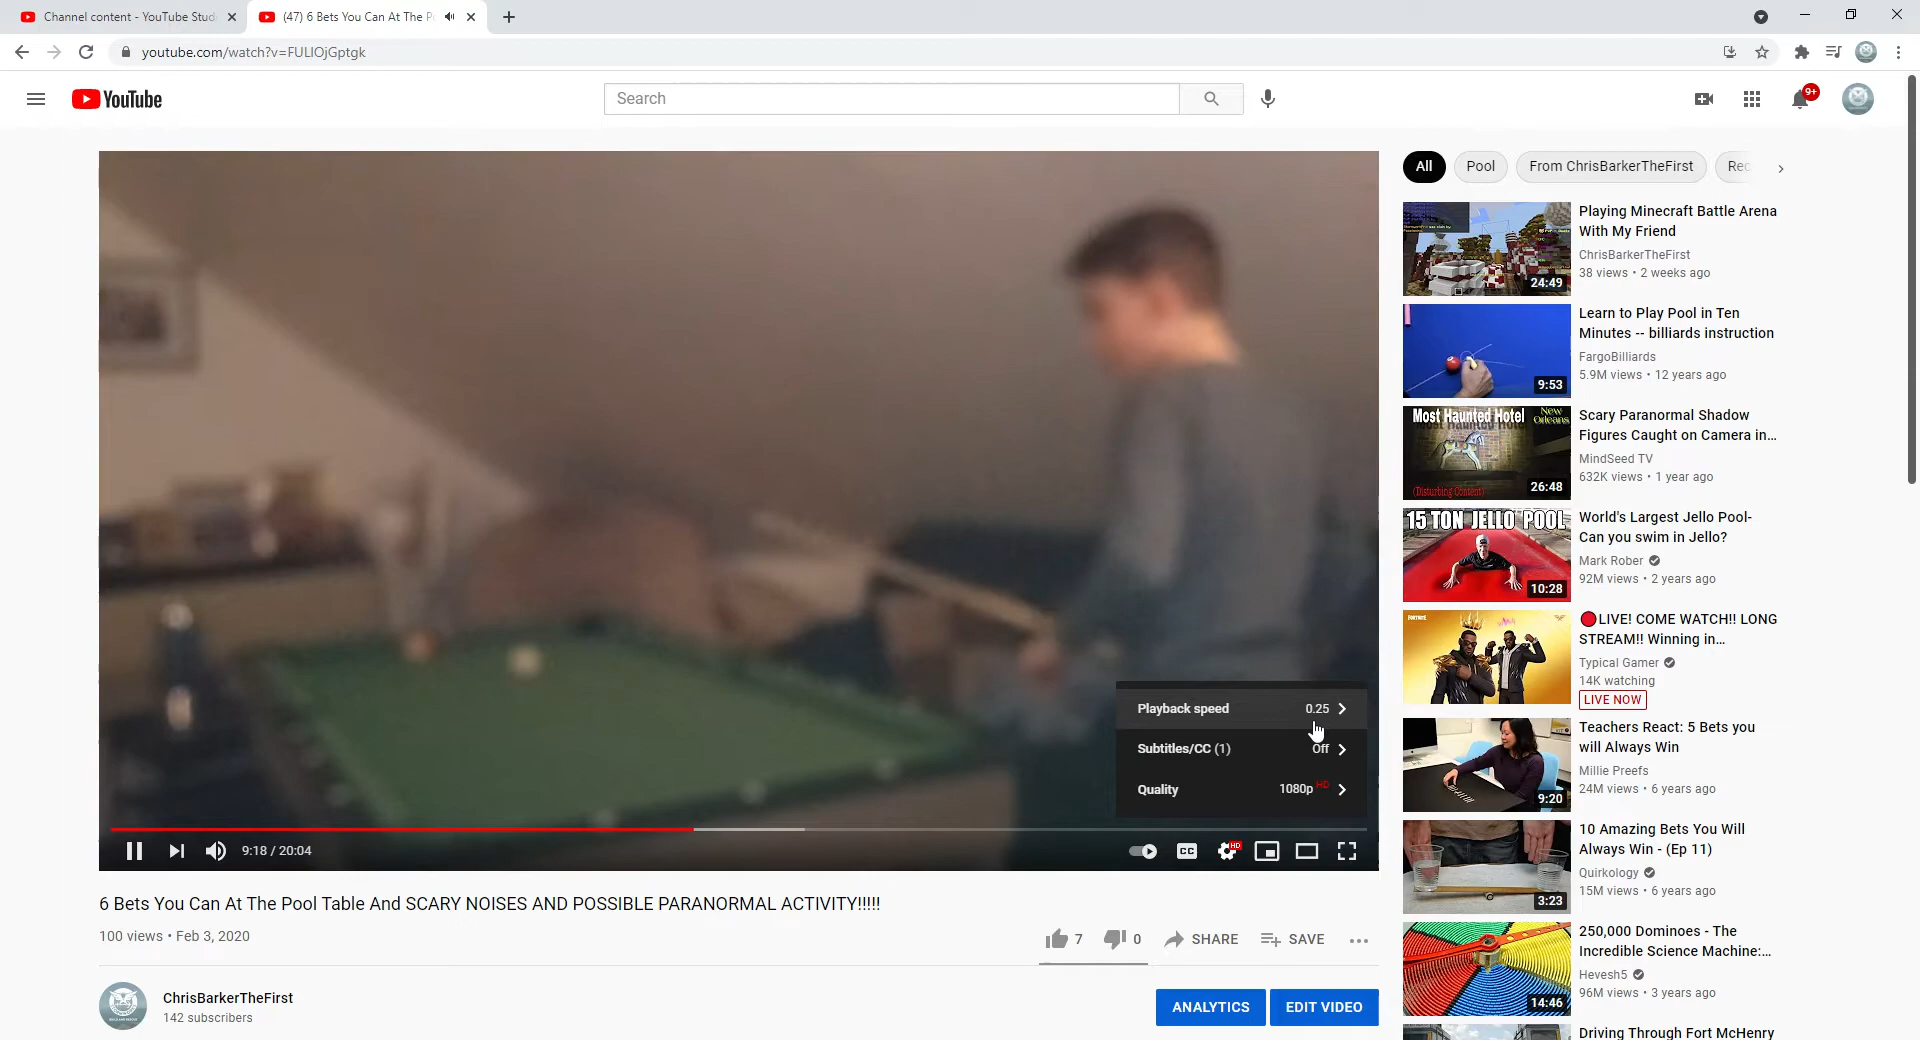 Channel content - YouTube Stud
(47) 6 Bets You Can At The P
youtube.com/watch?v=FULIOjGptgk
YouTube
Search
9+
All
Pool
From ChrisBarkerTheFirst
Rec
Playing Minecraft Battle Arena
With My Friend
ChrisBarkerTheFirst
38 views • 2 weeks ago
24:49
Learn to Play Pool in Ten
Minutes -- billiards instruction
FargoBilliards
5.9M views • 12 years ago
9:53
Most Haunted Hotel
New
Orleans
(Disturbing Content)
26:48
Scary Paranormal Shadow
Figures Caught on Camera in...
MindSeed TV
632K views • 1 year ago
15 TON JELLO POOL
10:28
World's Largest Jello Pool-
Can you swim in Jello?
Mark Rober
92M views • 2 years ago
FORTNITE
🔴LIVE! COME WATCH!! LONG
STREAM!! Winning in...
Typical Gamer
14K watching
LIVE NOW
Teachers React: 5 Bets you
will Always Win
Millie Preefs
24M views • 6 years ago
9:20
10 Amazing Bets You Will
Always Win - (Ep 11)
Quirkology
15M views • 6 years ago
3:23
250,000 Dominoes - The
Incredible Science Machine:...
Hevesh5
96M views • 3 years ago
14:46
Driving Through Fort McHenry
Playback speed 0.25
Subtitles/CC (1) Off
Quality 1080p HD
9:18 / 20:04
CC
HD
6 Bets You Can At The Pool Table And SCARY NOISES AND POSSIBLE PARANORMAL ACTIVITY!!!!!
100 views • Feb 3, 2020
7
0
SHARE
SAVE
ChrisBarkerTheFirst
142 subscribers
ANALYTICS
EDIT VIDEO